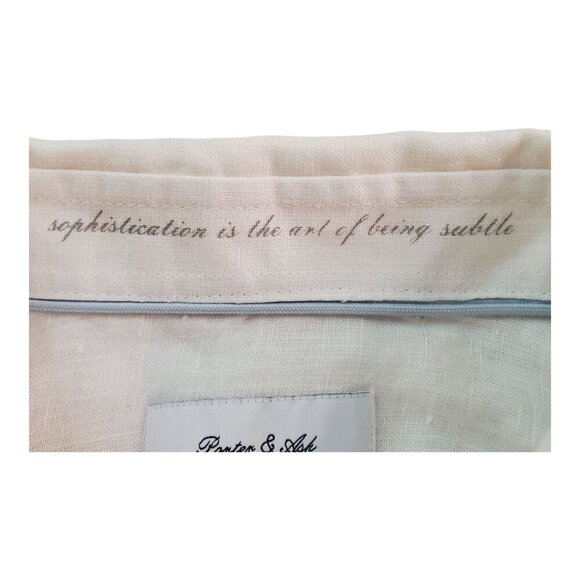 sophistication is the art of being subtle
Porter & Ash